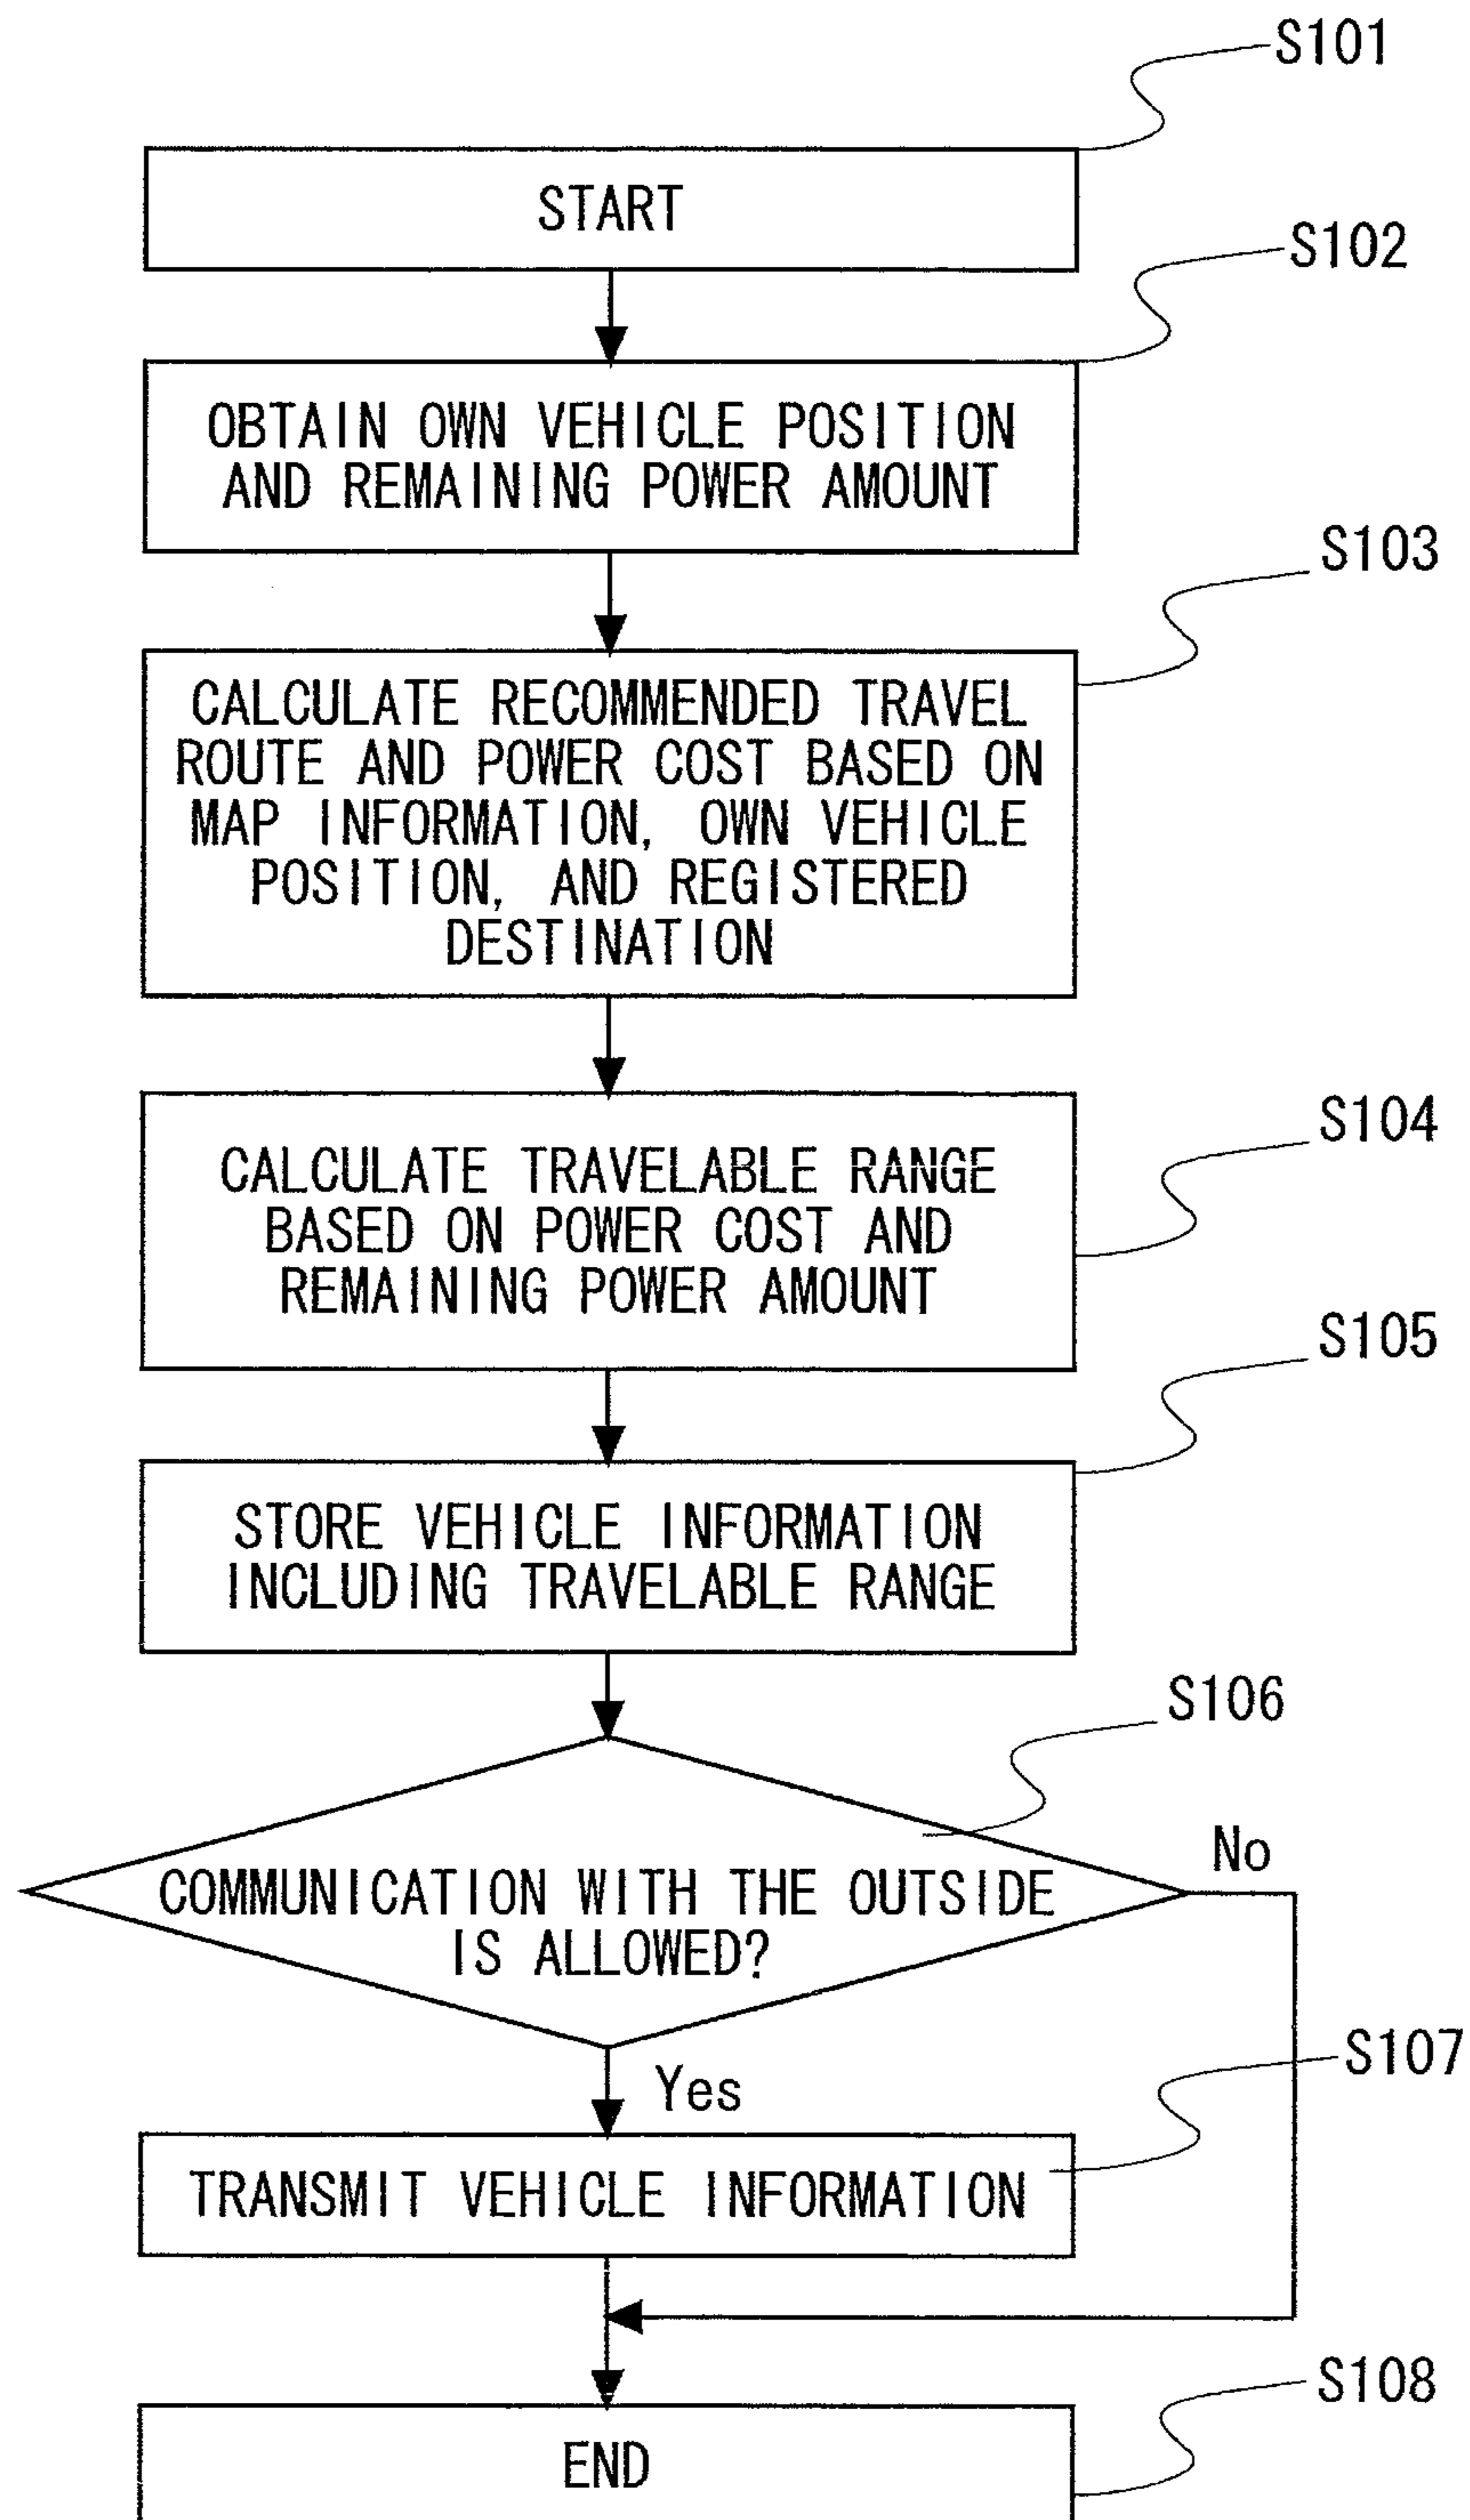 S101
START
S102
OBTAIN OWN VEHICLE POSITION
AND REMAINING POWER AMOUNT
S103
CALCULATE RECOMMENDED TRAVEL
ROUTE AND POWER COST BASED ON
MAP INFORMATION, OWN VEHICLE
POSITION, AND REGISTERED
DESTINATION
S104
CALCULATE TRAVELABLE RANGE
BASED ON POWER COST AND
REMAINING POWER AMOUNT
S105
STORE VEHICLE INFORMATION
INCLUDING TRAVELABLE RANGE
S106
No
COMMUNICATION WITH THE OUTSIDE
IS ALLOWED?
S107
Yes
TRANSMIT VEHICLE INFORMATION
S108
END